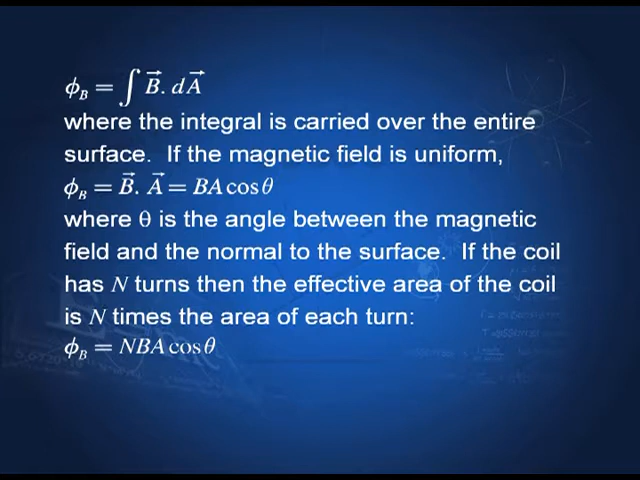 ϕ_B = ∫ B⃗. dA⃗
where the integral is carried over the entire
surface. If the magnetic field is uniform,
ϕ_B = B⃗. A⃗ = BA cos θ
where θ is the angle between the magnetic
field and the normal to the surface. If the coil
has N turns then the effective area of the coil
is N times the area of each turn:
ϕ_B = NBA cos θ